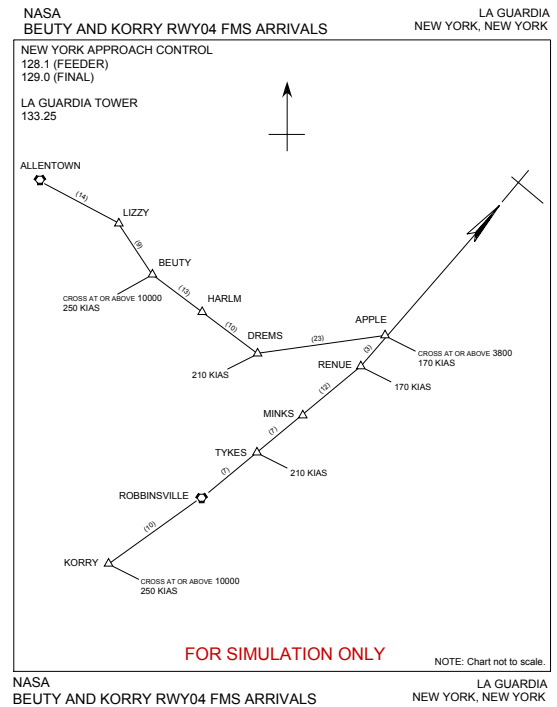 NASA
BEUTY AND KORRY RWY04 FMS ARRIVALS
LA GUARDIA
NEW YORK, NEW YORK
NEW YORK APPROACH CONTROL
128.1 (FEEDER)
129.0 (FINAL)
LA GUARDIA TOWER
133.25
ALLENTOWN
(14)
LIZZY
(9)
BEUTY
CROSS AT OR ABOVE 10000
250 KIAS
(13)
HARLM
(10)
DREMS
210 KIAS
(23)
APPLE
CROSS AT OR ABOVE 3800
170 KIAS
(3)
RENUE
170 KIAS
(12)
MINKS
(7)
TYKES
210 KIAS
(7)
ROBBINSVILLE
(10)
KORRY
CROSS AT OR ABOVE 10000
250 KIAS
FOR SIMULATION ONLY
NOTE: Chart not to scale.
NASA
BEUTY AND KORRY RWY04 FMS ARRIVALS
LA GUARDIA
NEW YORK, NEW YORK